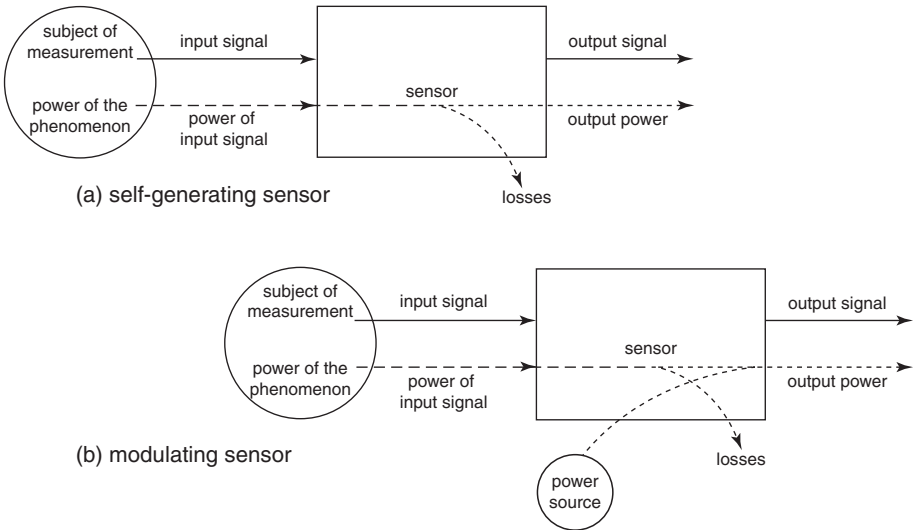 subject of
measurement
input signal
output signal
power of the
phenomenon
power of
input signal
sensor
output power
losses
(a) self-generating sensor
subject of
measurement
input signal
output signal
power of the
phenomenon
power of
input signal
sensor
output power
losses
(b) modulating sensor
power
source